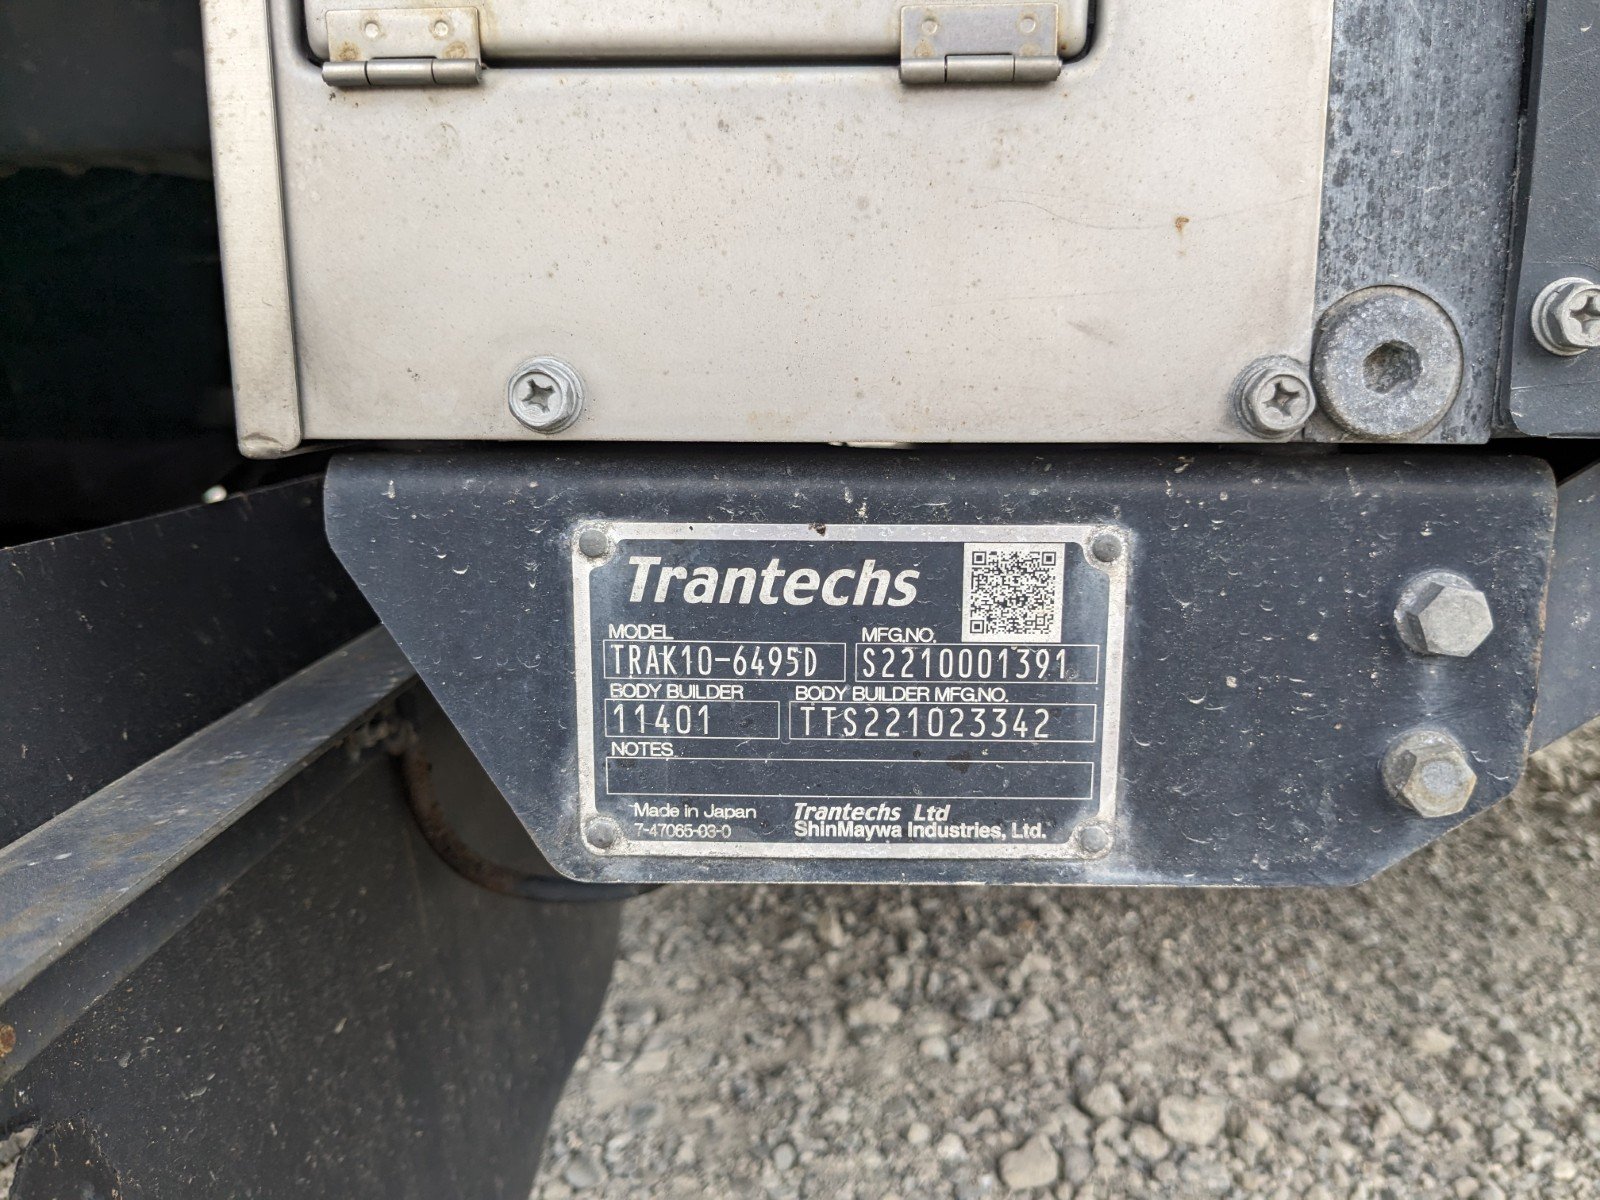 Trantechs
MODEL MFG.NO.
TRAK10-6495D S2210001391
BODY BUILDER BODY BUILDER MFG.NO.
11401 TTS221023342
NOTES
Made in Japan Trantechs Ltd
7-47065-03-0 ShinMaywa Industries, Ltd.